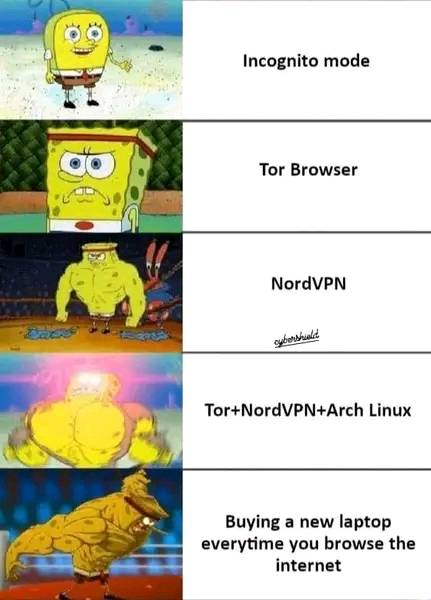 Incognito mode
Tor Browser
NordVPN
cybershield
Tor+NordVPN+Arch Linux
Buying a new laptop
everytime you browse the
internet